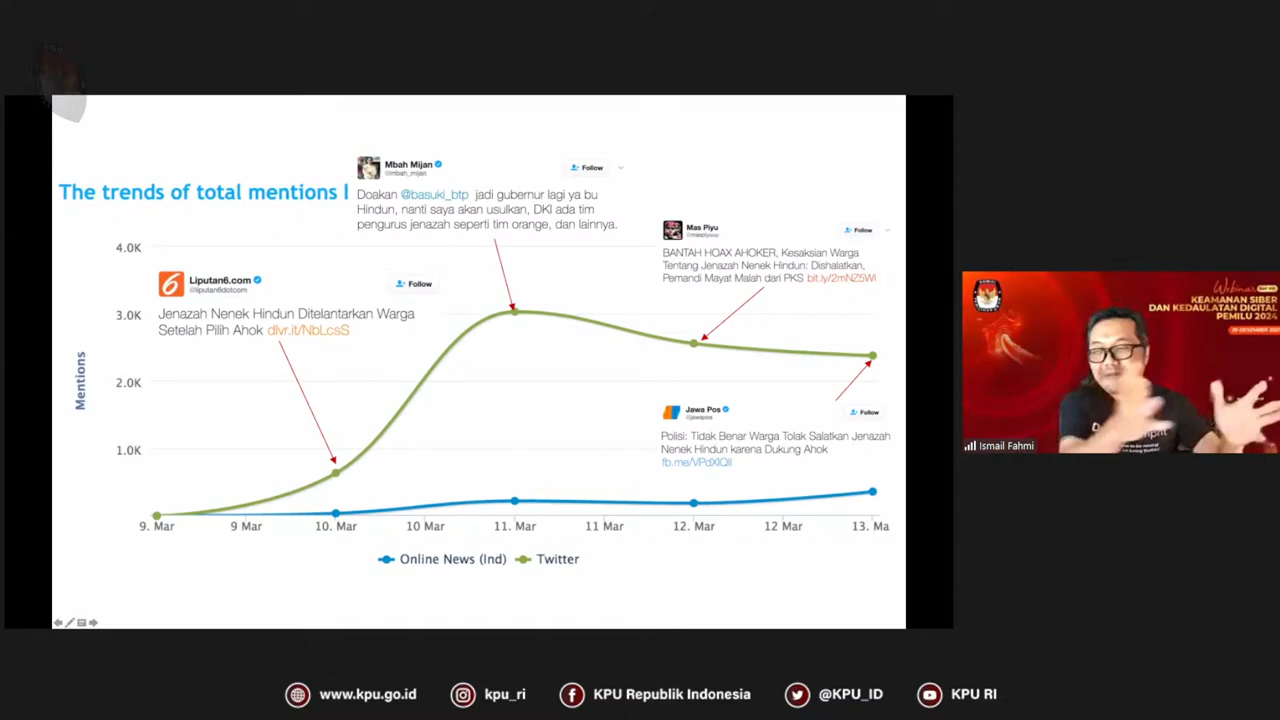 The trends of total mentions
Mbah Mijan
@mbah_mijan
Follow
Doakan @basuki_btp jadi gubernur lagi ya bu
Hindun, nanti saya akan usulkan, DKI ada tim
pengurus jenazah seperti tim orange, dan lainnya.
Mas Piyu
@maspiyuuu
Follow
BANTAH HOAX AHOKER, Kesaksian Warga
Tentang Jenazah Nenek Hindun: Dishalatkan,
Pemandi Mayat Malah dari PKS bit.ly/2mNZ5Wl
Liputan6.com
@liputan6dotcom
Follow
Jenazah Nenek Hindun Ditelantarkan Warga
Setelah Pilih Ahok dlvr.it/NbLcsS
Jawa Pos
@jawapos
Follow
Polisi: Tidak Benar Warga Tolak Salatkan Jenazah
Nenek Hindun karena Dukung Ahok
Mentions
4.0K
3.0K
2.0K
1.0K
9. Mar
9 Mar
10. Mar
10 Mar
11. Mar
11 Mar
12. Mar
12 Mar
13. Ma
Online News (Ind)
Twitter
Webinar
KEAMANAN SIBER
DAN KEDAULATAN DIGITAL
PEMILU 2024
Ismail Fahmi
www.kpu.go.id
kpu_ri
KPU Republik Indonesia
@KPU_ID
KPU RI